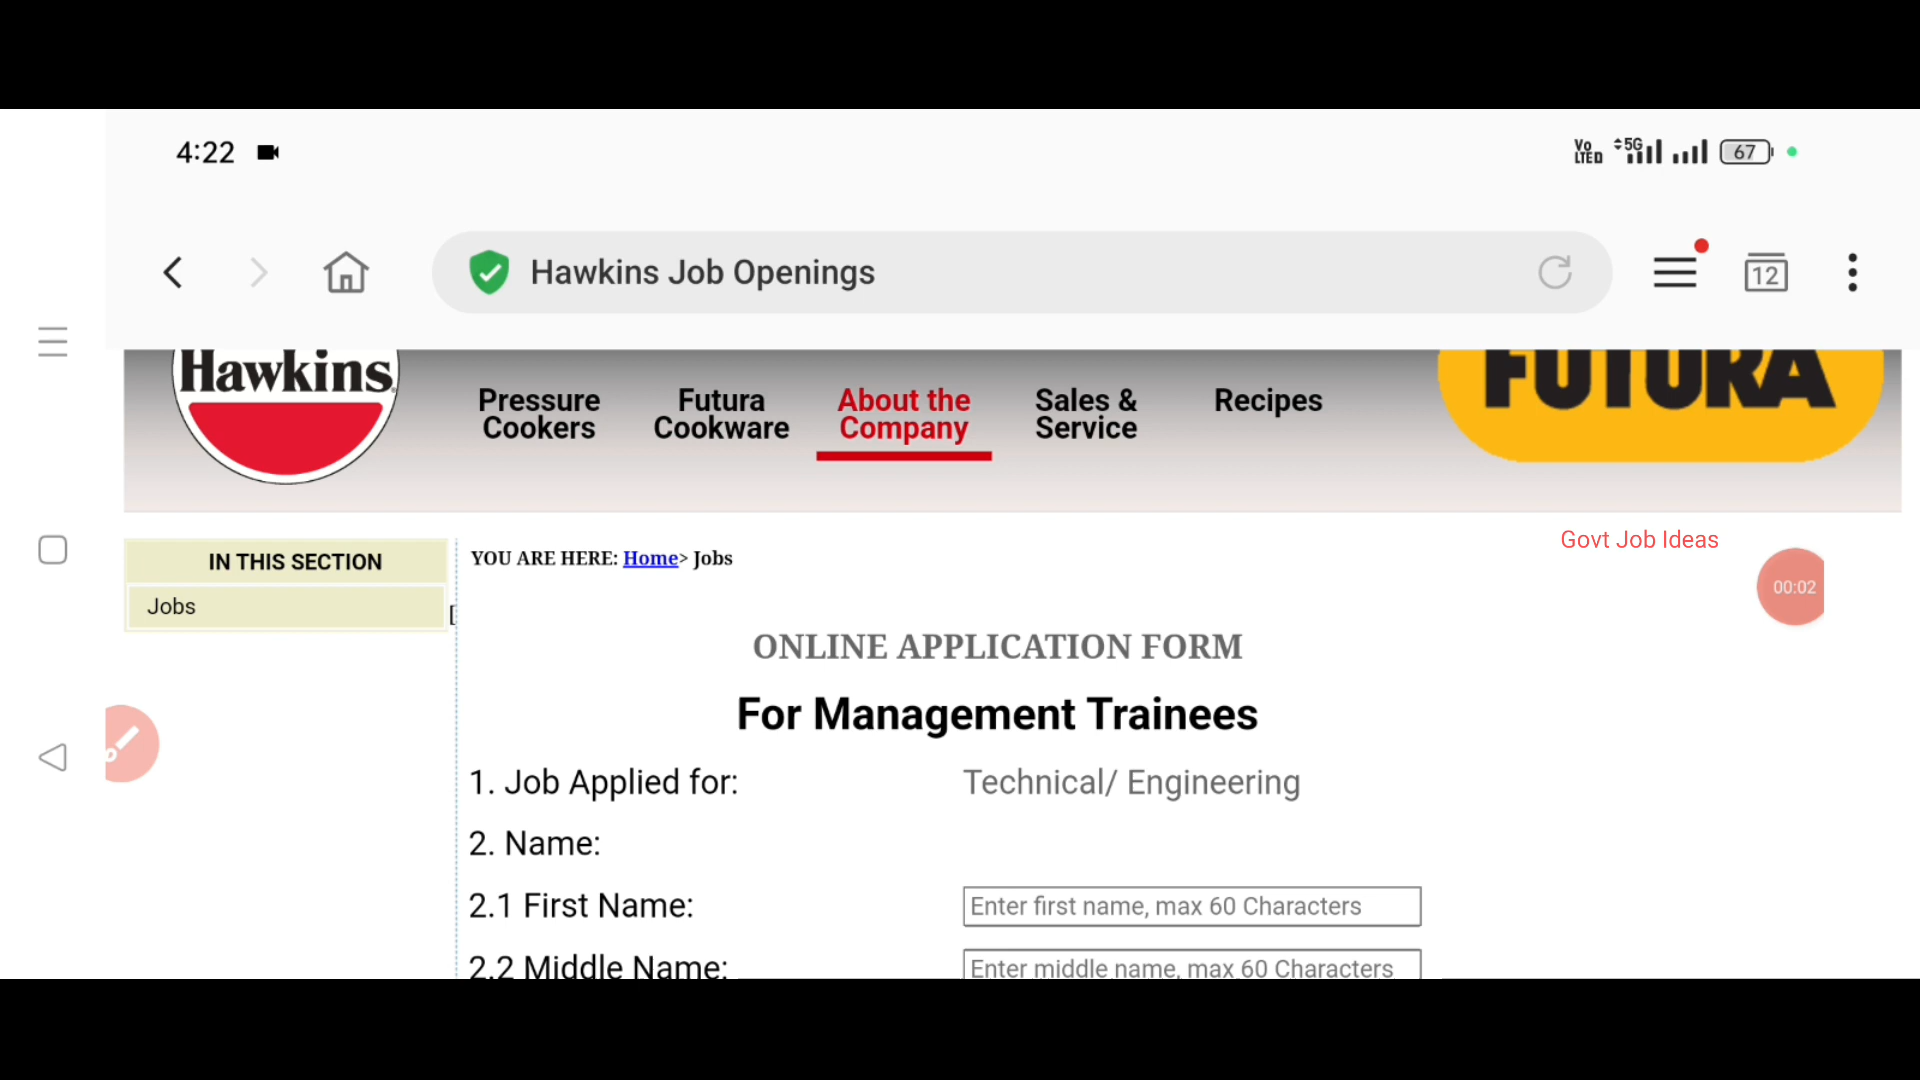 4:22
Vo LTE 5G 67
Hawkins Job Openings
12
Hawkins
Pressure Cookers
Futura Cookware
About the Company
Sales & Service
Recipes
FUTURA
IN THIS SECTION
Jobs
[
YOU ARE HERE: Home> Jobs
Govt Job Ideas
00:02
ONLINE APPLICATION FORM
For Management Trainees
1. Job Applied for: Technical/ Engineering
2. Name:
2.1 First Name: Enter first name, max 60 Characters
2.2 Middle Name: Enter middle name, max 60 Characters